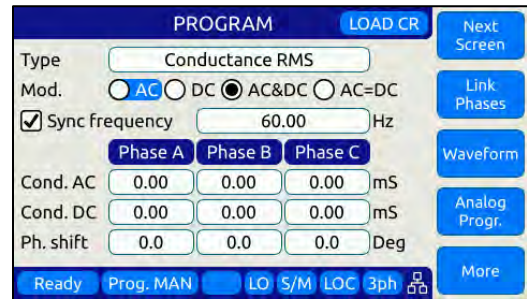 PROGRAM LOAD CR
Type Conductance RMS
Mod. AC DC AC&DC AC=DC
Sync frequency 60.00 Hz
Phase A Phase B Phase C
Cond. AC 0.00 0.00 0.00 mS
Cond. DC 0.00 0.00 0.00 mS
Ph. shift 0.0 0.0 0.0 Deg
Ready Prog. MAN LO S/M LOC 3ph
Next
Screen
Link
Phases
Waveform
Analog
Progr.
More